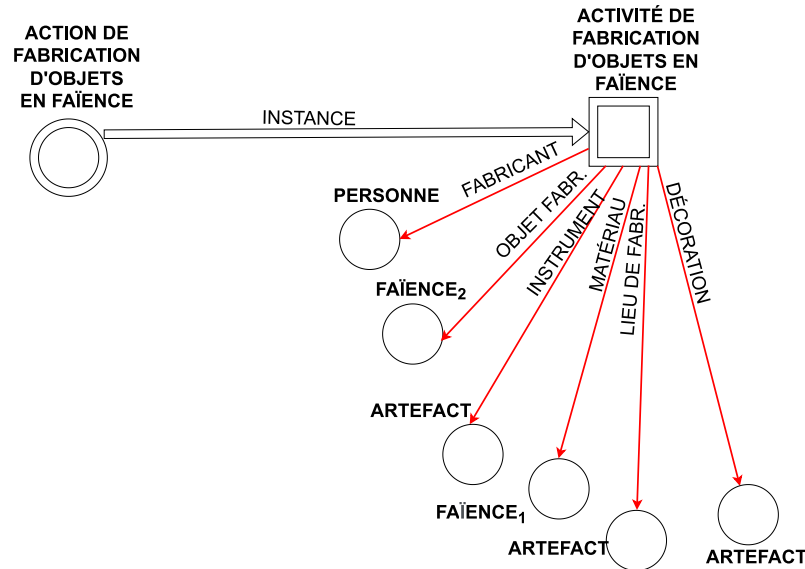 ACTION DE
FABRICATION
D'OBJETS
EN FAÏENCE
ACTIVITÉ DE
FABRICATION
D'OBJETS EN
FAÏENCE
INSTANCE
FABRICANT
OBJET FABR.
INSTRUMENT
MATÉRIAU
LIEU DE FABR.
DÉCORATION
PERSONNE
FAÏENCE₂
ARTEFACT
FAÏENCE₁
ARTEFACT
ARTEFACT